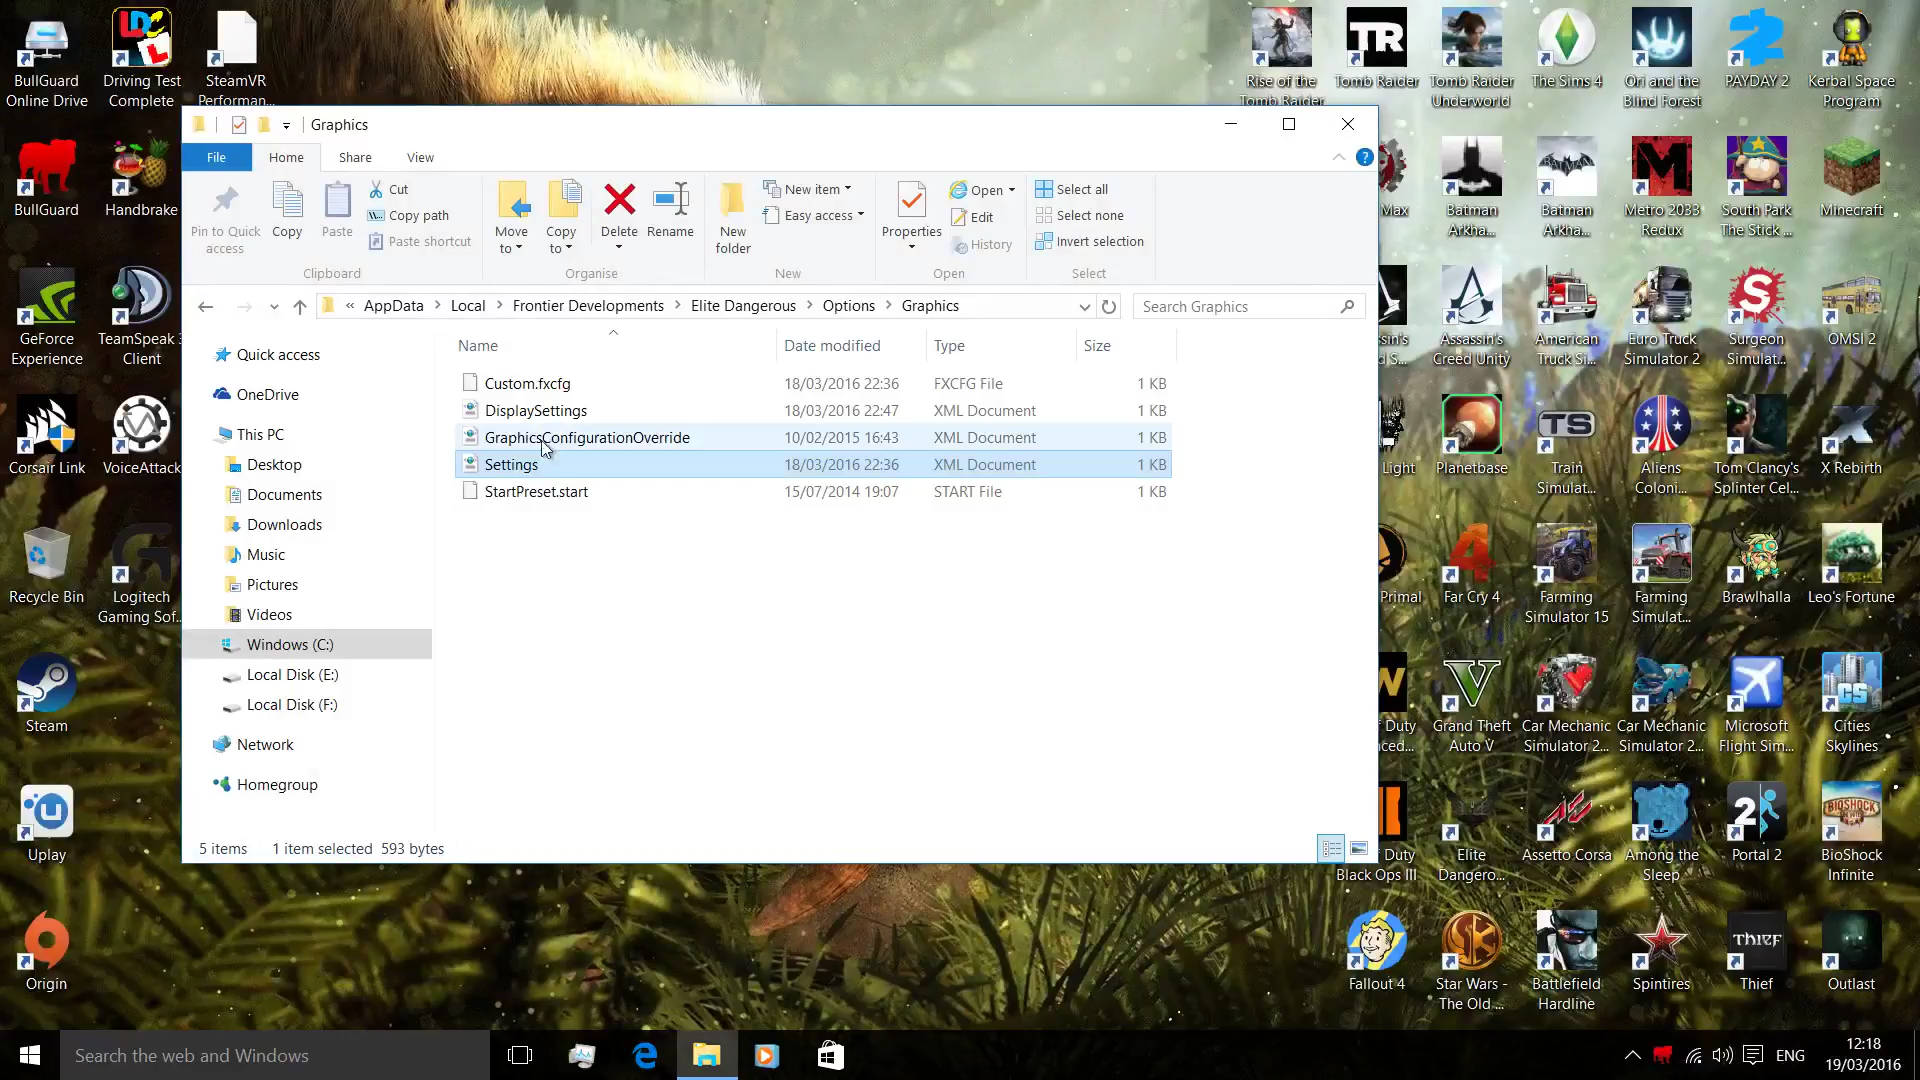 BullGuard
Online Drive
Driving Test
Complete
SteamVR
Performan...
Rise of the
Tomb Raider
Tomb Raider
Tomb Raider
Underworld
The Sims 4
Ori and the
Blind Forest
PAYDAY 2
Kerbal Space
Program
Graphics
File
Home
Share
View
Pin to Quick
access
Copy
Paste
Cut
Copy path
Paste shortcut
Clipboard
Move
to
Copy
to
Delete
Rename
Organise
New
folder
New item
Easy access
New
Properties
Open
Edit
History
Open
Select all
Select none
Invert selection
Select
« AppData > Local > Frontier Developments > Elite Dangerous > Options > Graphics
Search Graphics
Quick access
OneDrive
This PC
Desktop
Documents
Downloads
Music
Pictures
Videos
Windows (C:)
Local Disk (E:)
Local Disk (F:)
Network
Homegroup
Name Date modified Type Size
Custom.fxcfg 18/03/2016 22:36 FXCFG File 1 KB
DisplaySettings 18/03/2016 22:47 XML Document 1 KB
GraphicsConfigurationOverride 10/02/2015 16:43 XML Document 1 KB
Settings 18/03/2016 22:36 XML Document 1 KB
StartPreset.start 15/07/2014 19:07 START File 1 KB
5 items 1 item selected 593 bytes
BullGuard
Handbrake
GeForce
Experience
TeamSpeak 3
Client
Corsair Link
VoiceAttack
Recycle Bin
Logitech
Gaming Sof...
Steam
Uplay
Origin
Max
Batman
Arkha...
Batman
Arkha...
Metro 2033
Redux
South Park
The Stick ...
Minecraft
Assassin's
Creed Unity
American
Truck Si...
Euro Truck
Simulator 2
Surgeon
Simulat...
OMSI 2
Light
Planetbase
Train
Simulat...
Aliens
Coloni...
Tom Clancy's
Splinter Cel...
X Rebirth
Primal
Far Cry 4
Farming
Simulator 15
Farming
Simulat...
Brawlhalla
Leo's Fortune
Duty
Grand Theft
Auto V
Car Mechanic
Simulator 2...
Car Mechanic
Simulator 2...
Microsoft
Flight Sim...
Cities
Skylines
f Duty
Black Ops III
Elite
Dangero...
Assetto Corsa
Among the
Sleep
Portal 2
BioShock
Infinite
Fallout 4
Star Wars -
The Old ...
Battlefield
Hardline
Spintires
Thief
Outlast
Search the web and Windows
ENG
12:18
19/03/2016